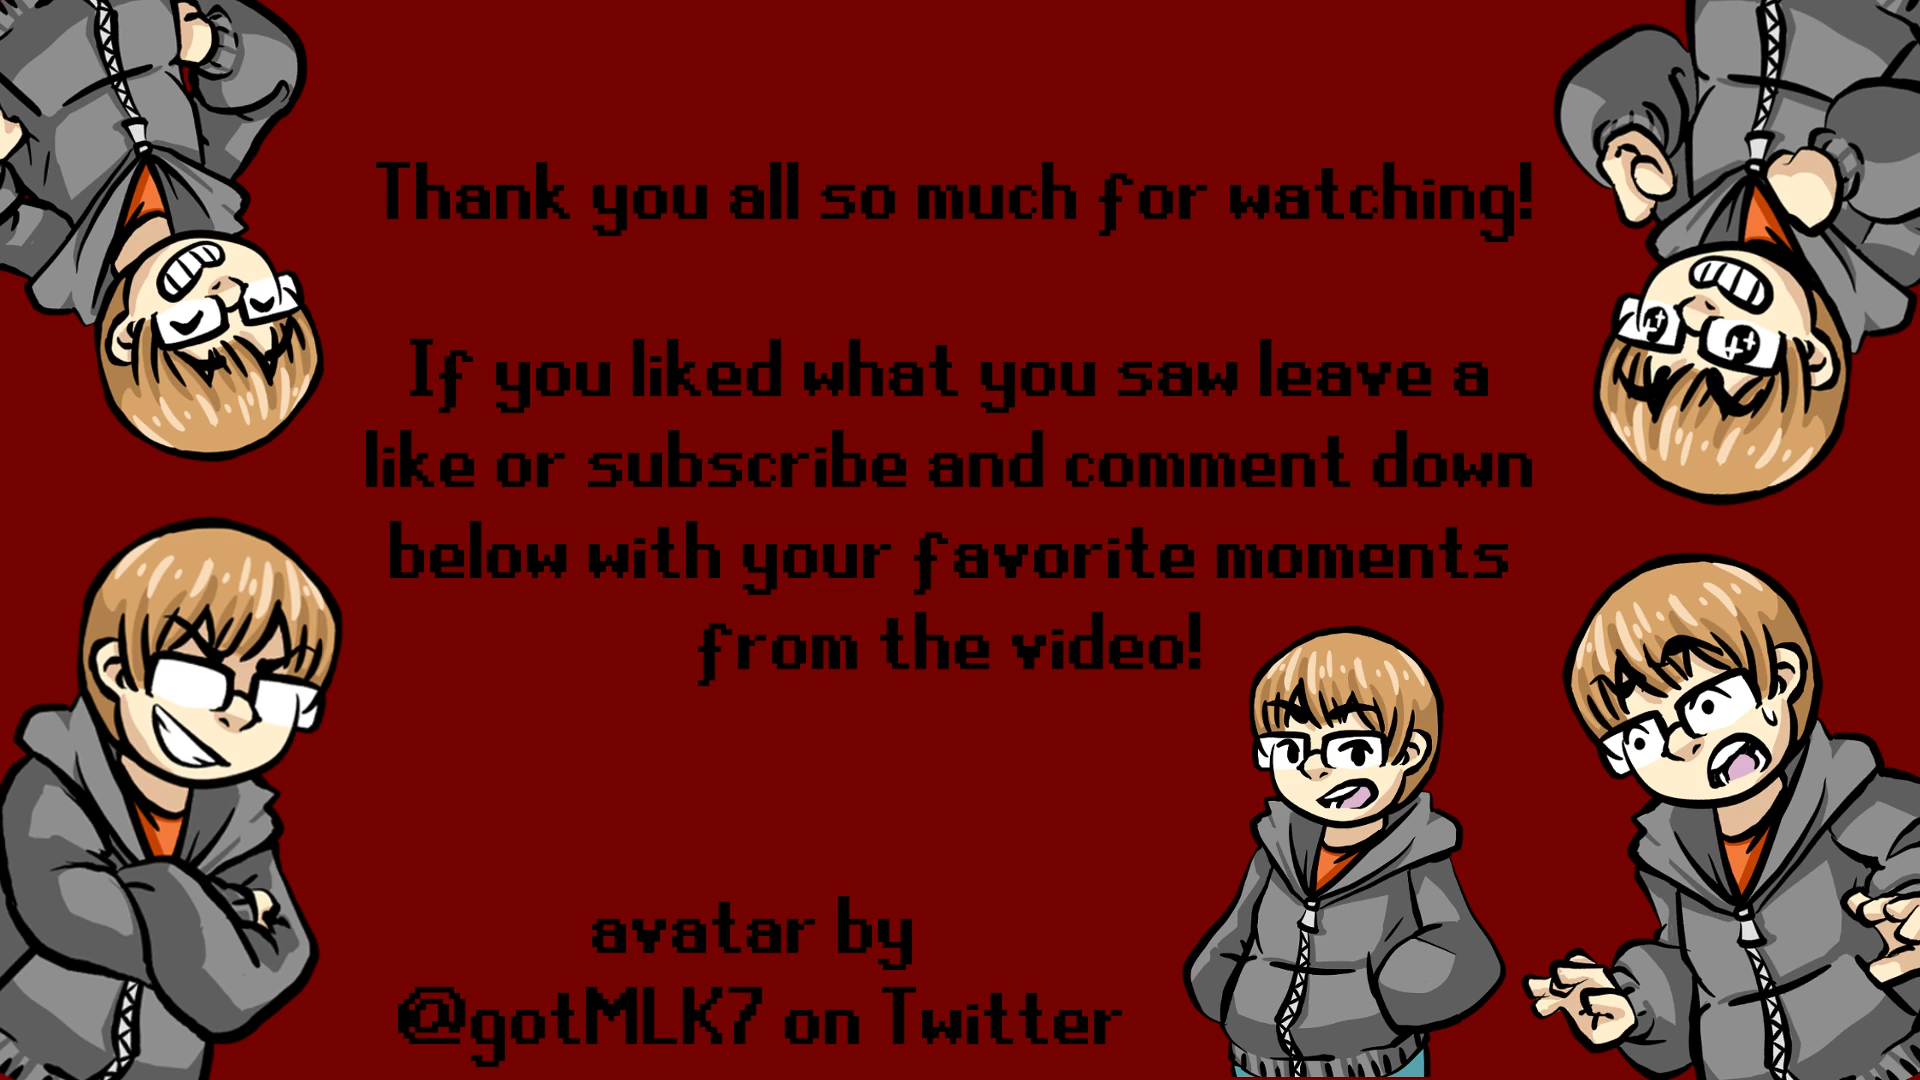 Thank you all so much for watching!
If you liked what you saw leave a
like or subscribe and comment down
below with your favorite moments
from the video!
avatar by
@gotMLK7 on Twitter